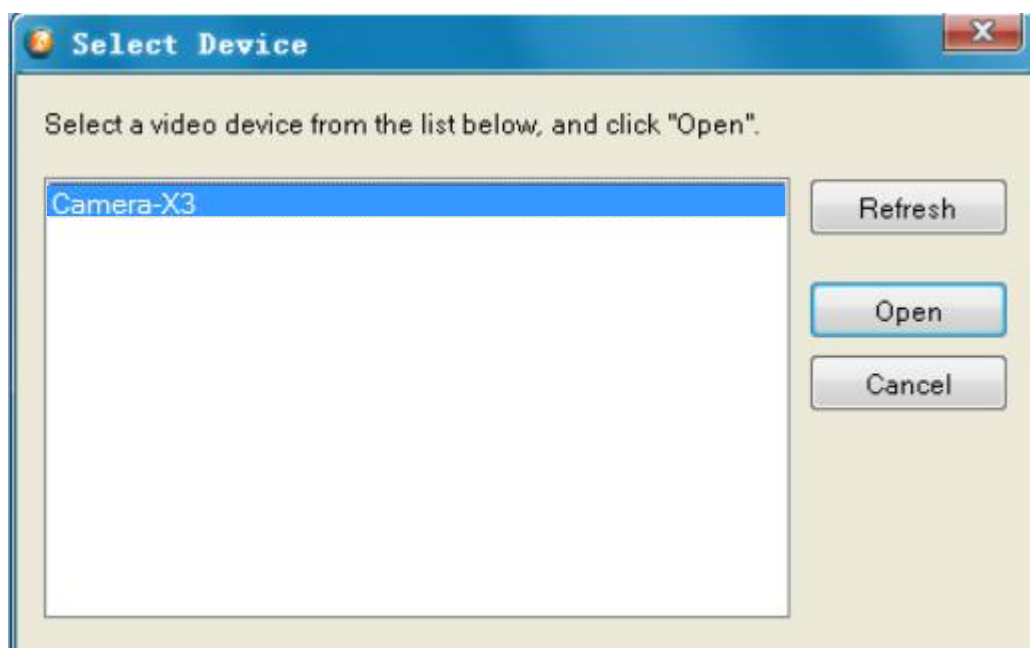 Select Device
Select a video device from the list below, and click "Open".
Camera-X3
Refresh
Open
Cancel